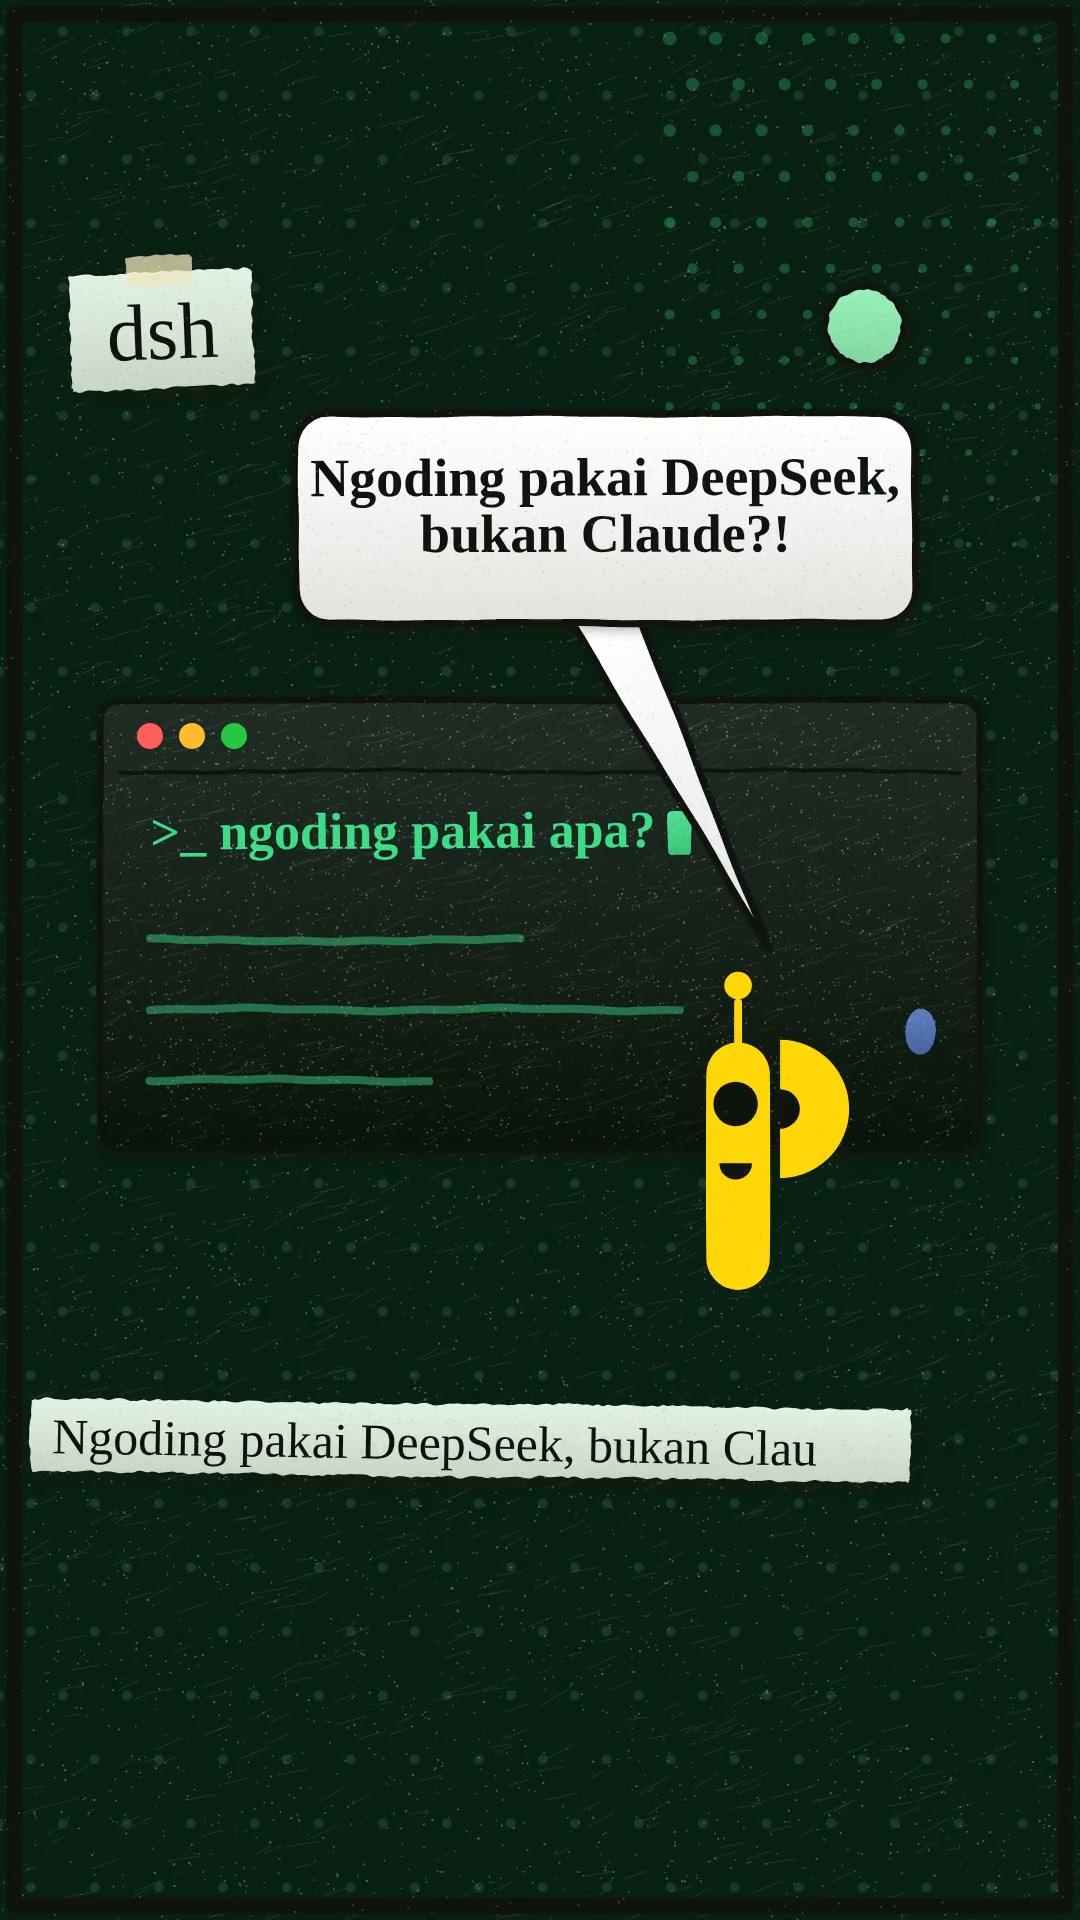 dsh
Ngoding pakai DeepSeek,
bukan Claude?!
>_ ngoding pakai apa?
Ngoding pakai DeepSeek, bukan Clau